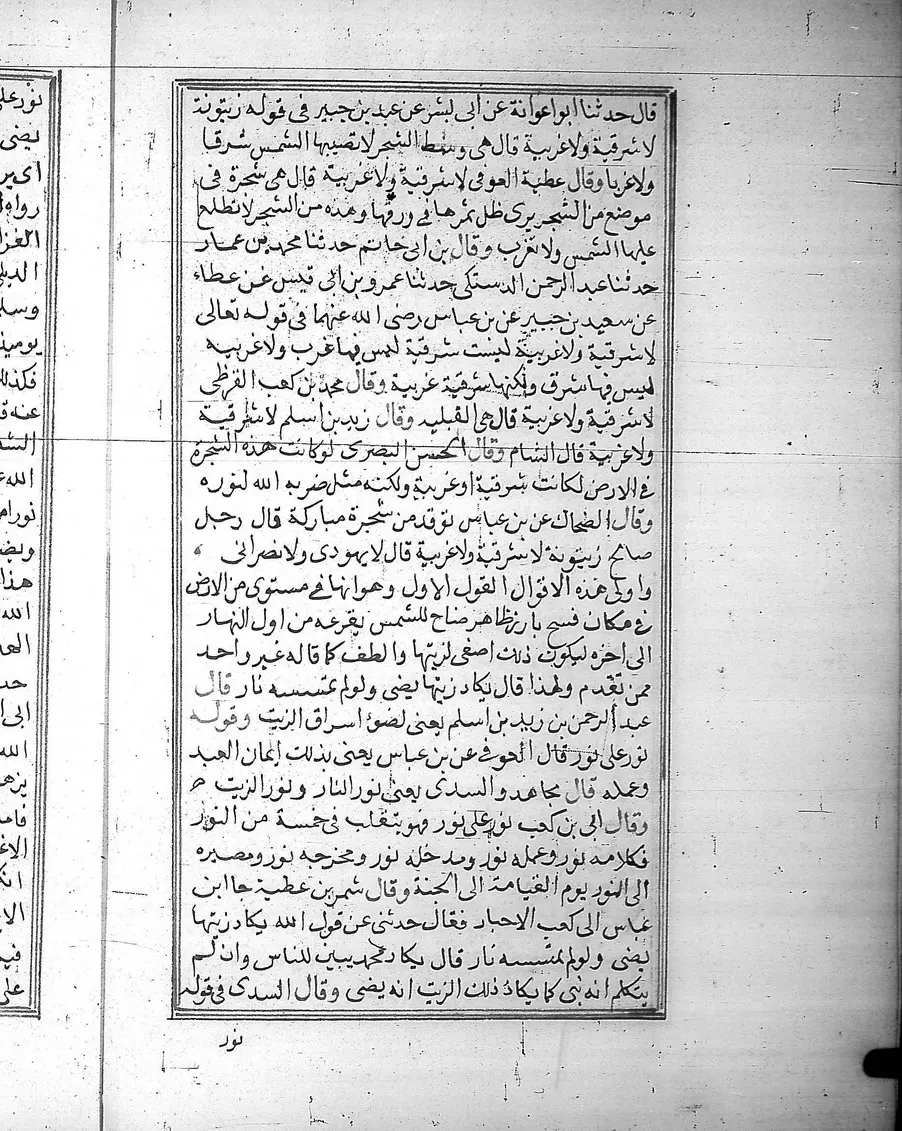 قال حدثنا ابوا عوانة عن ابى بشر عن عبد بن جبير فى قوله زيتونة
لا شرقية ولا غربية قال هى وسط الشجر لا تصيبها الشمس شرقا
ولا غربا وقال عطية العوفى لا شرقية ولا غربية قال هى شجرة فى
موضع من الشجر يرى ظل ثمرها فى ورقها وهذه من الشجر لا تطلع
عليها الشمس ولا تغرب وقال بن ابى حاتم حدثنا محمد بن عمار
حدثنا عبد الرحمن الدستكى حدثنا عمرو بن ابى قيس عن عطاء
عن سعيد بن جبير عن بن عباس رضى الله عنهما فى قوله تعالى
لا شرقية ولا غربية ليست شرقية ليس فيها غرب ولا غربيه
ليس فيها شرق ولكنها شرقية غربية وقال محمد بن كعب القرظى
لا شرقية ولا غربية قال هى القبليه وقال زيد بن اسلم لا شرقية
ولا غربية قال الشام وقال الحسن البصرى لو كانت هذه الشجرة
فى الارض لكانت شرقية او غربية ولكنه مثل ضربه الله لنوره
وقال الضحاك عن بن عباس توقد من شجرة مباركة قال رجل
صالح زيتونة لا شرقية ولا غربية قال لا يهودى ولا نصرانى
واولى هذه الاقوال القول الاول وهو انها فى مستوى من الارض
فى مكان فسيح بارز ظاهر ضاح للشمس يقرعه من اول النهار
الى اخره ليكون ذلك اصفى لزيتها والطف كما قاله غير واحد
ممن تقدم ولهذا قال يكاد زيتها يضى ولو لم تمسسه نار قال
عبد الرحمن بن زيد بن اسلم يعنى لضوء اسراق الزيت وقوله
نور على نور قال العوفى عن بن عباس يعنى بذلك ايمان العبد
وعمله قال مجاهد والسدى يعنى نور النار ونور الزيت
وقال ابى بن كعب نور على نور فهو يتقلب فى خمسة من النور
فكلامه نور وعمله نور ومدخله نور ومخرجه نور ومصيره
الى النور يوم القيامة الى الجنة وقال شمر بن عطية جا ابن
عباس الى كعب الاحبار فقال حدثنى عن قول الله يكاد زيتها
يضى ولو لم تمسسه نار قال يكاد محمد يبين للناس وان لم
يتكلم انه نبى كما يكاد ذلك الزيت انه يضى وقال السدى فى قوله
نور